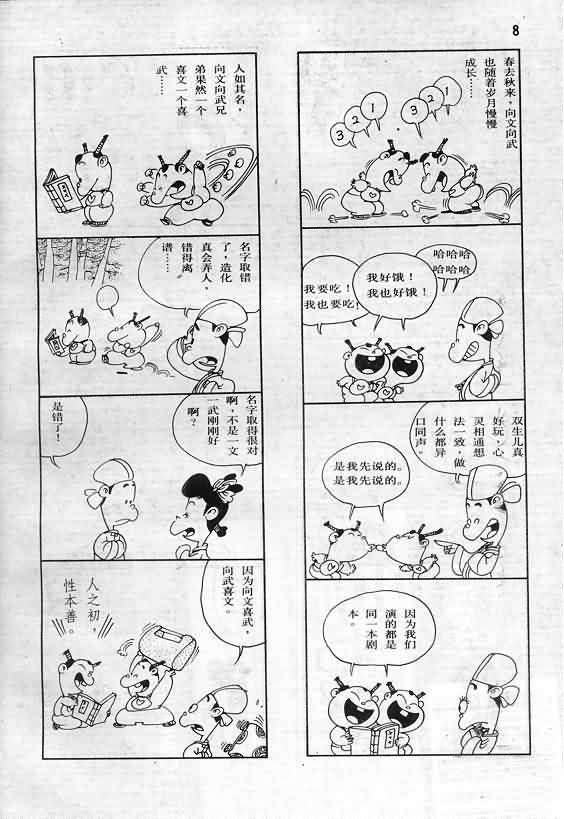 8
春去秋来，向文向武
也随着岁月慢慢
成长……
1
2
3
1
2
3
哈哈哈
哈哈哈
我好饿！
我也好饿！
我要吃！
我也要吃！
双生儿真
好玩，心
灵相通想
法一致，做
什么都异
口同声。
是我先说的。
是我先说的。
因为我们
演的都是
同一本剧
本。
人如其名，
向文向武兄
弟果然一个
喜文一个喜
武……
名字取错
了，造化
真会弄人，
错得离
谱……
名字取得很对
啊，不是一文
一武刚刚好
啊？
是错了！
因为向文喜武，
向武喜文。
人之初，
性本善。